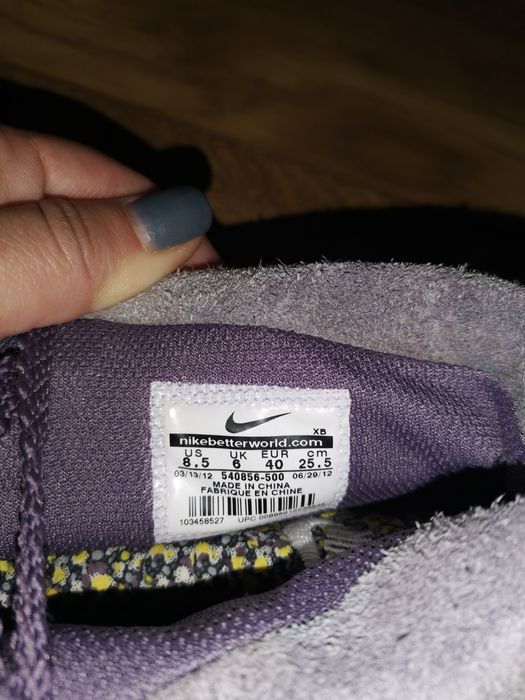 XB
nikebetterworld.com
US UK EUR cm
8.5 6 40 25.5
03/13/12 540856-500 06/29/12
MADE IN CHINA
FABRIQUE EN CHINE
103458527 UPC